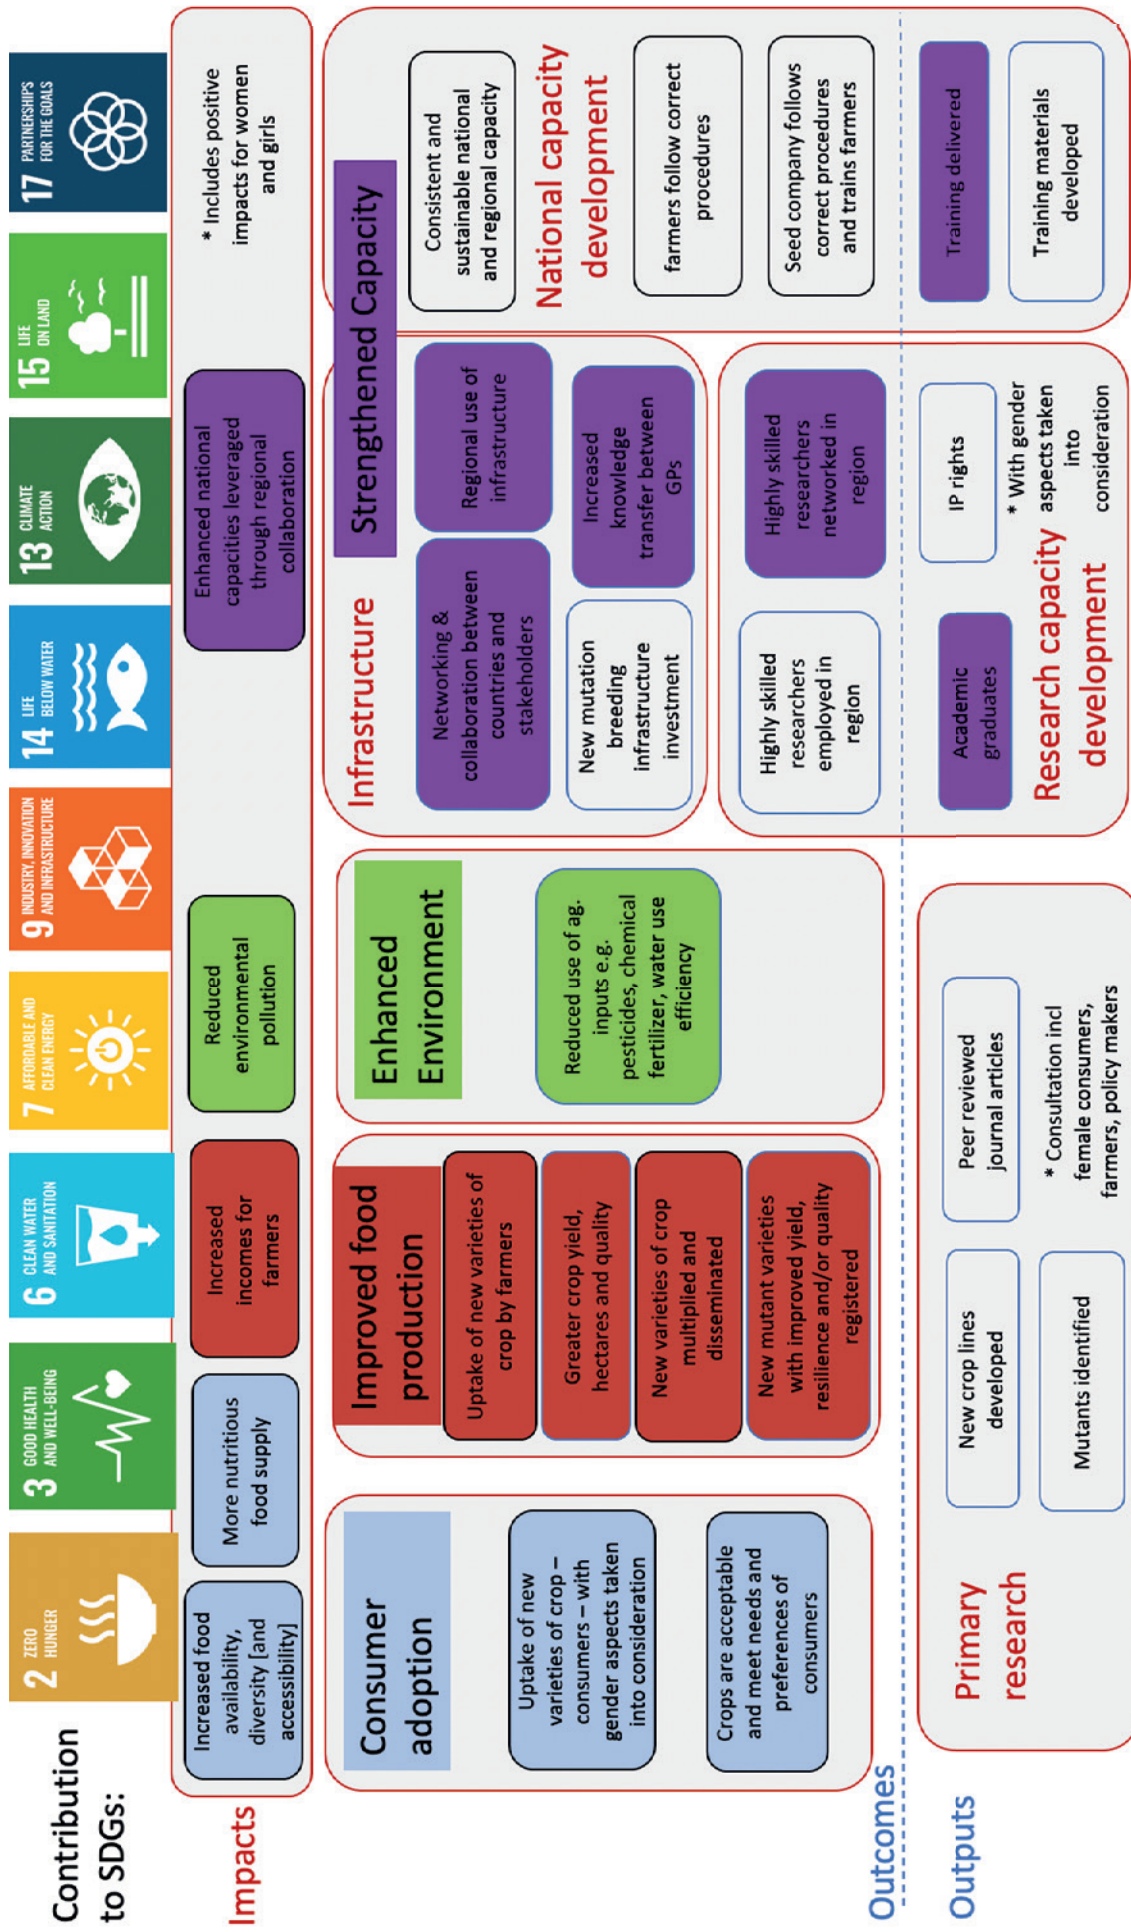 Contribution
to SDGs:
2 ZERO
HUNGER
3 GOOD HEALTH
AND WELL-BEING
6 CLEAN WATER
AND SANITATION
7 AFFORDABLE AND
CLEAN ENERGY
9 INDUSTRY, INNOVATION
AND INFRASTRUCTURE
14 LIFE
BELOW WATER
13 CLIMATE
ACTION
15 LIFE
ON LAND
17 PARTNERSHIPS
FOR THE GOALS
Impacts
Increased food
availability,
diversity [and
accessibility]
More nutritious
food supply
Increased
incomes for
farmers
Reduced
environmental
pollution
Enhanced national
capacities leveraged
through regional
collaboration
* Includes positive
impacts for women
and girls
Consumer
adoption
Uptake of new
varieties of crop –
consumers – with
gender aspects taken
into consideration
Crops are acceptable
and meet needs and
preferences of
consumers
Improved food
production
Uptake of new varieties of
crop by farmers
Greater crop yield,
hectares and quality
New varieties of crop
multiplied and
disseminated
New mutant varieties
with improved yield,
resilience and/or quality
registered
Enhanced
Environment
Reduced use of ag.
inputs e.g.
pesticides, chemical
fertilizer, water use
efficiency
Strengthened Capacity
Infrastructure
Networking &
collaboration between
countries and
stakeholders
Regional use of
infrastructure
New mutation
breeding
infrastructure
investment
Increased
knowledge
transfer between
GPs
Highly skilled
researchers
employed in
region
Highly skilled
researchers
networked in
region
Consistent and
sustainable national
and regional capacity
National capacity
development
farmers follow correct
procedures
Seed company follows
correct procedures
and trains farmers
Outcomes
Outputs
Primary
research
New crop lines
developed
Peer reviewed
journal articles
Mutants identified
* Consultation incl
female consumers,
farmers, policy makers
Academic
graduates
IP rights
* With gender
aspects taken
into
consideration
Research capacity
development
Training delivered
Training materials
developed